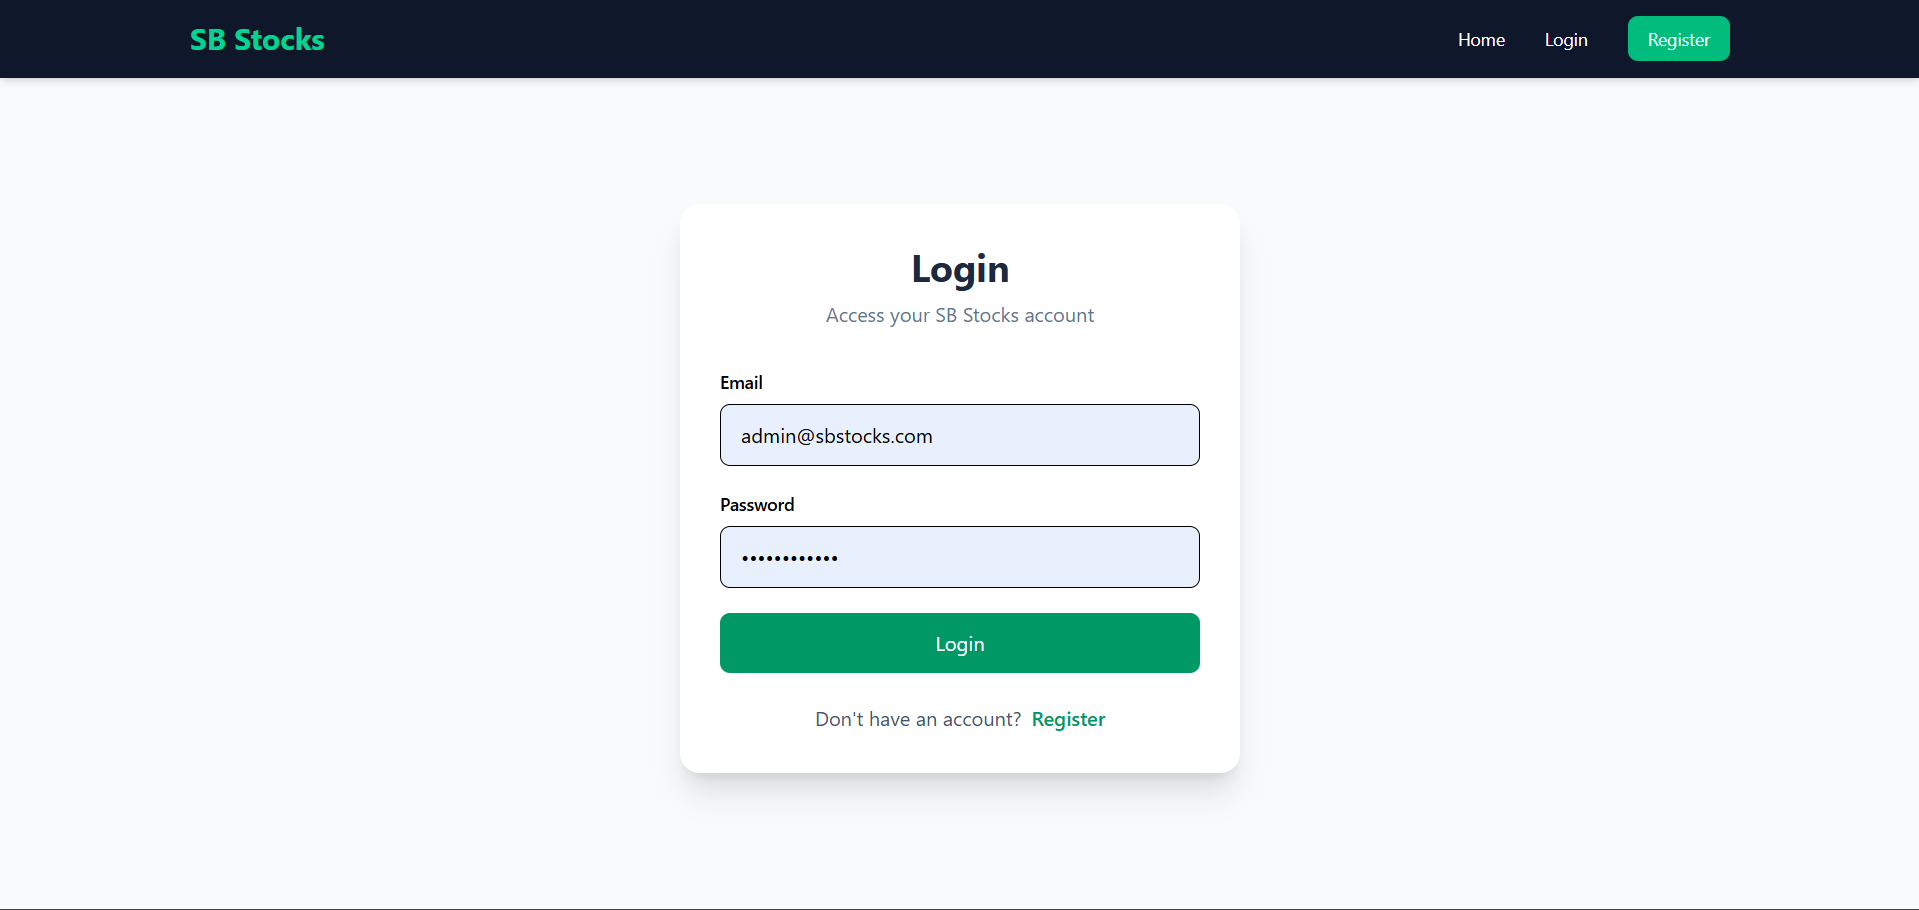 SB Stocks
Home Login Register
Login
Access your SB Stocks account
Email
admin@sbstocks.com
Password
••••••••••••
Login
Don't have an account? Register